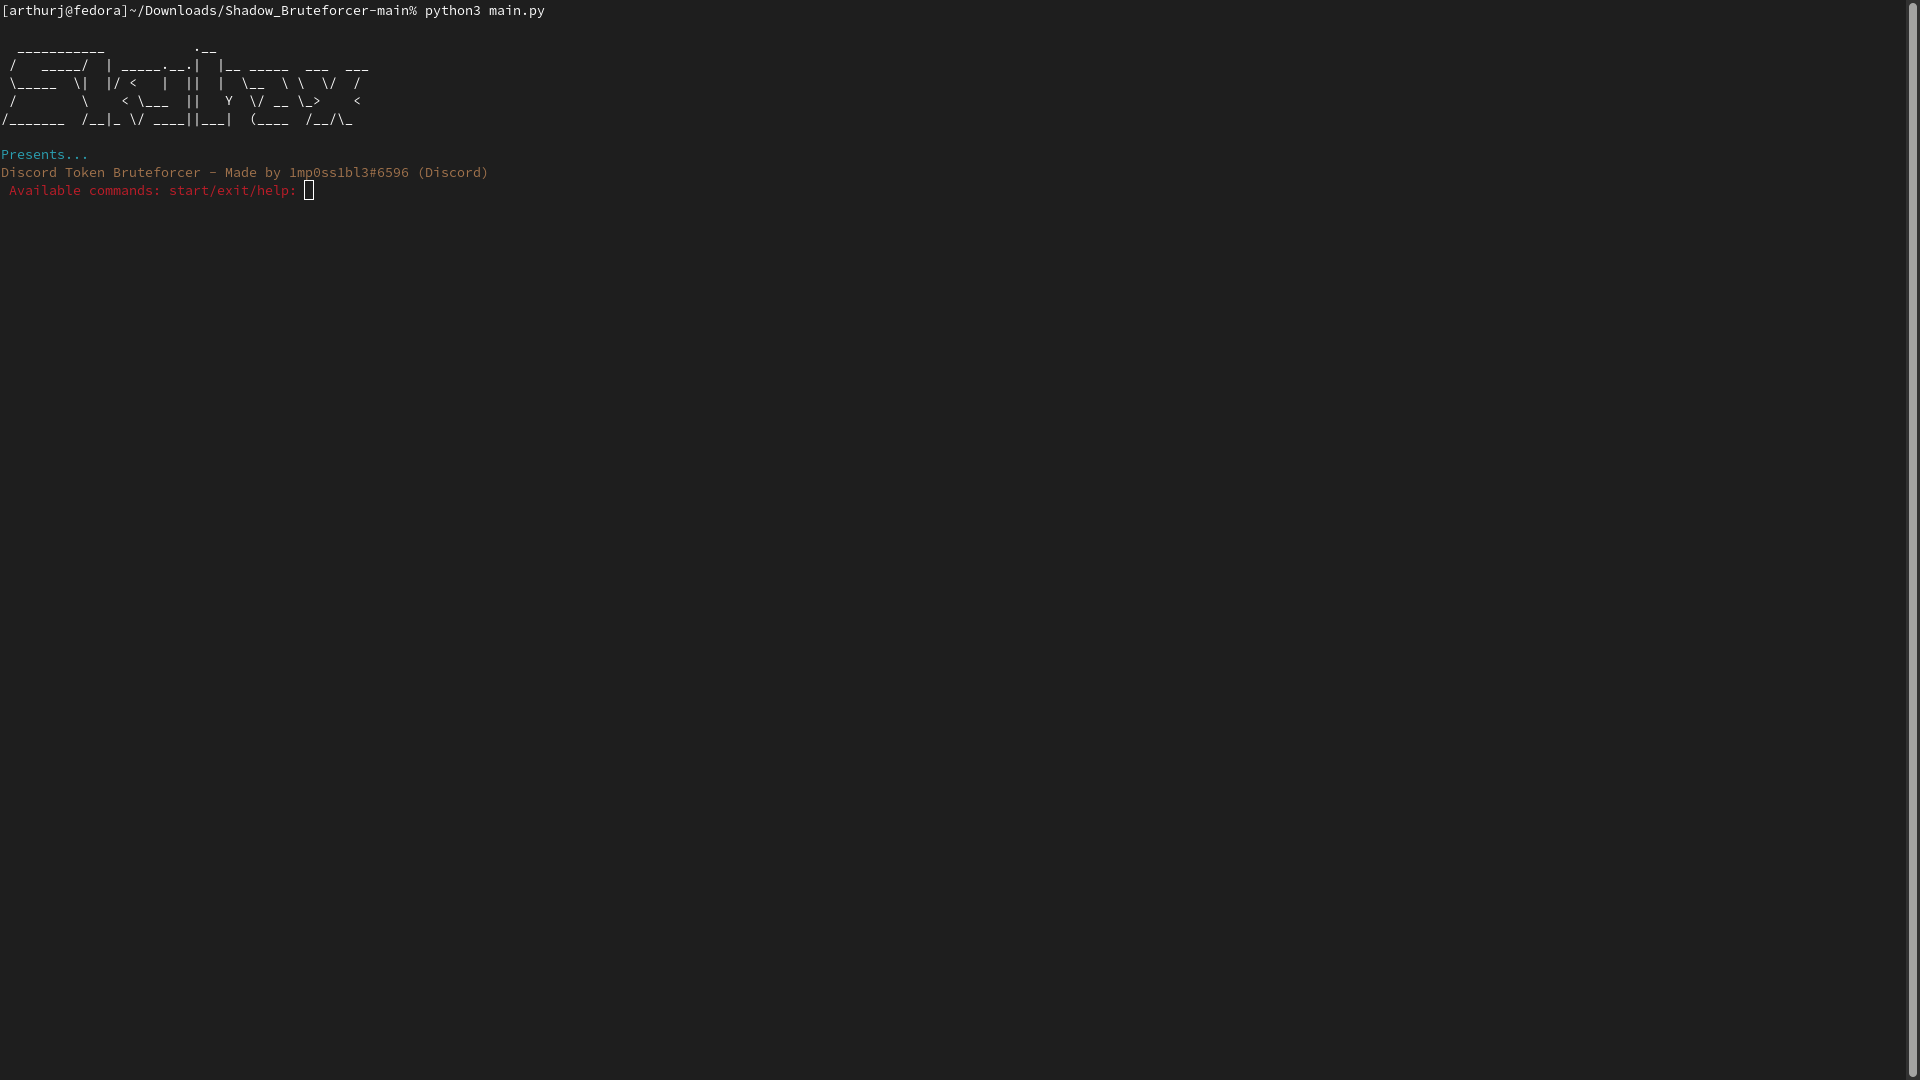 [arthurj@fedora]~/Downloads/Shadow_Bruteforcer-main% python3 main.py
  ___________           .__
 /   _____/  | _____.__.|  |__ _____  ___  ___
 \_____  \|  |/ <   |  ||  |  \__  \ \  \/  /
 /        \    < \___  ||   Y  \/ __ \_>    <
/_______  /__|_ \/ ____||___|  (____  /__/\_
Presents...
Discord Token Bruteforcer - Made by 1mp0ss1bl3#6596 (Discord)
 Available commands: start/exit/help: